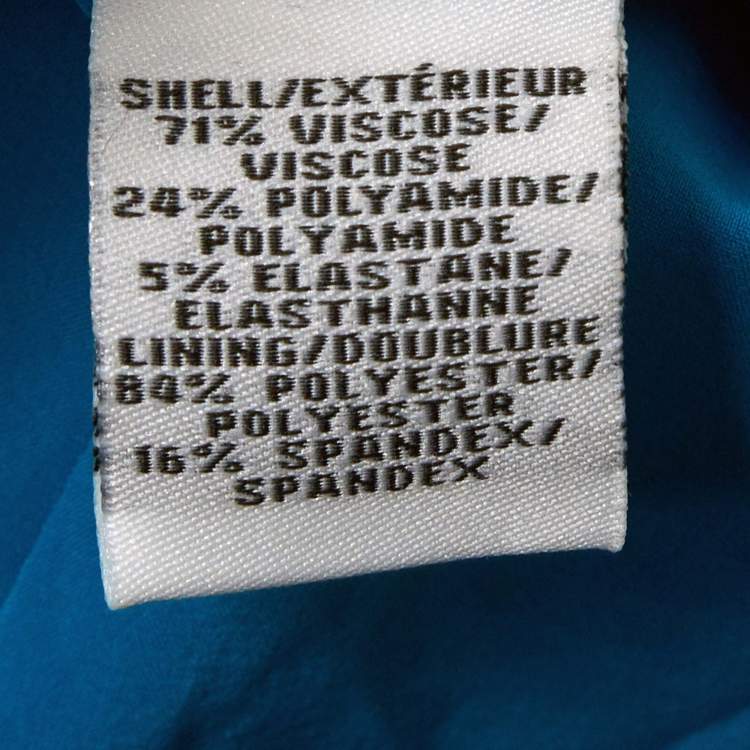 SHELL/EXTÉRIEUR
71% VISCOSE/
VISCOSE
24% POLYAMIDE/
POLYAMIDE
5% ELASTANE/
ELASTHANNE
LINING/DOUBLURE
84% POLYESTER/
POLYESTER
16% SPANDEX/
SPANDEX